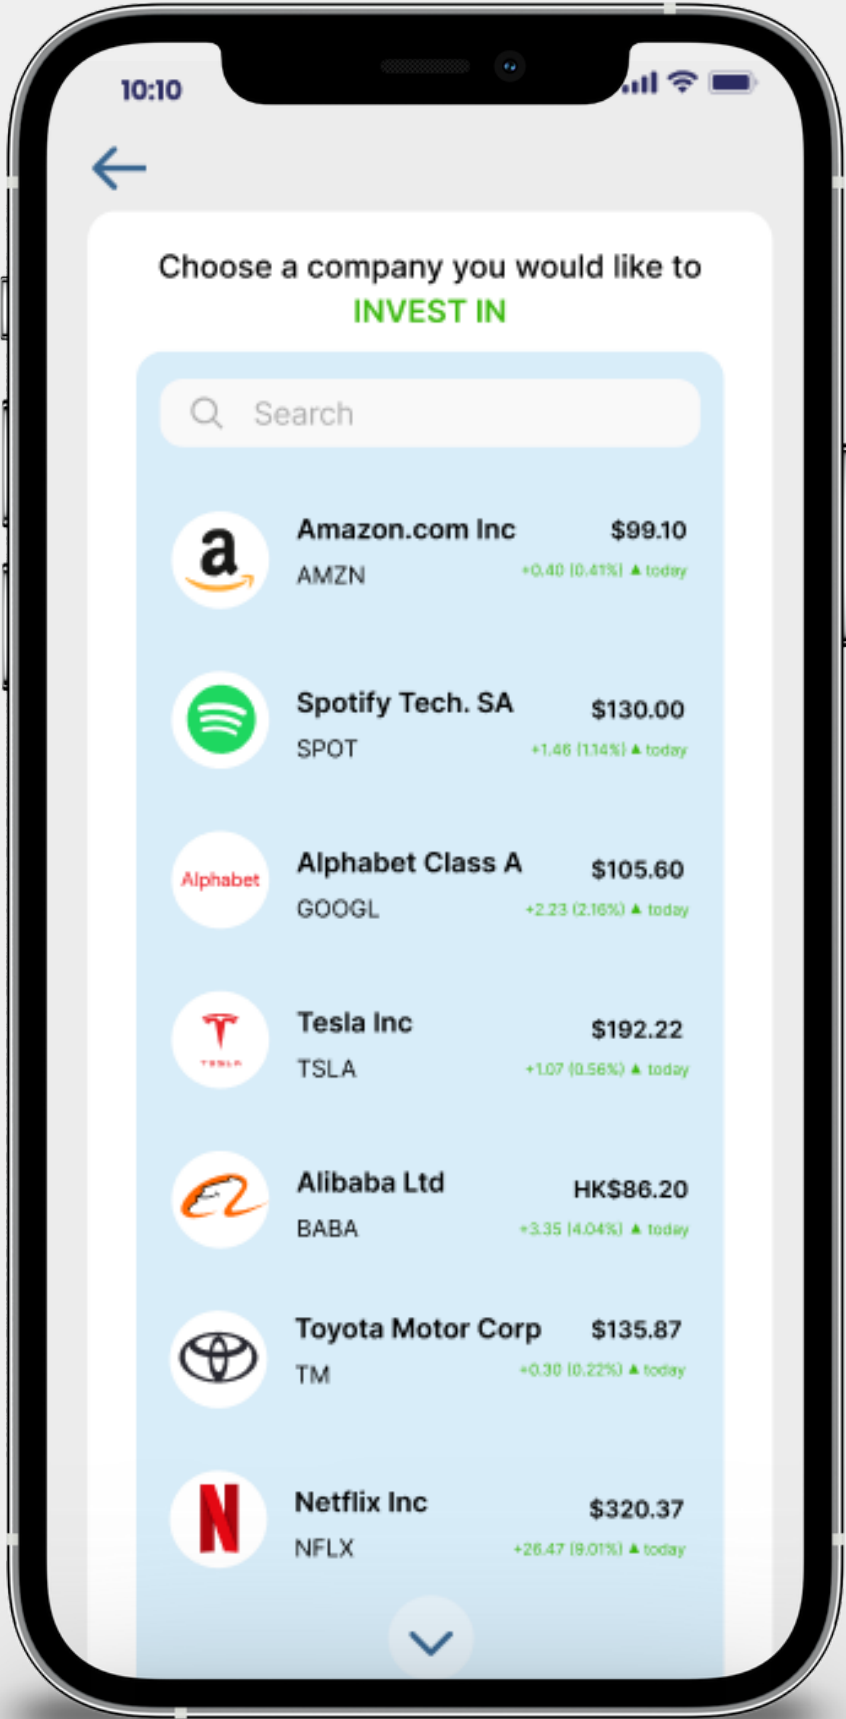 10:10
Choose a company you would like to
INVEST IN
Search
Amazon.com Inc $99.10
AMZN +0.40 (0.41%) ▲ today
Spotify Tech. SA $130.00
SPOT +1.46 (1.14%) ▲ today
Alphabet
Alphabet Class A $105.60
GOOGL +2.23 (2.16%) ▲ today
Tesla Inc $192.22
TESLA
TSLA +1.07 (0.56%) ▲ today
Alibaba Ltd HK$86.20
BABA +3.35 (4.04%) ▲ today
Toyota Motor Corp $135.87
TM +0.30 (0.22%) ▲ today
Netflix Inc $320.37
NFLX +26.47 (9.01%) ▲ today